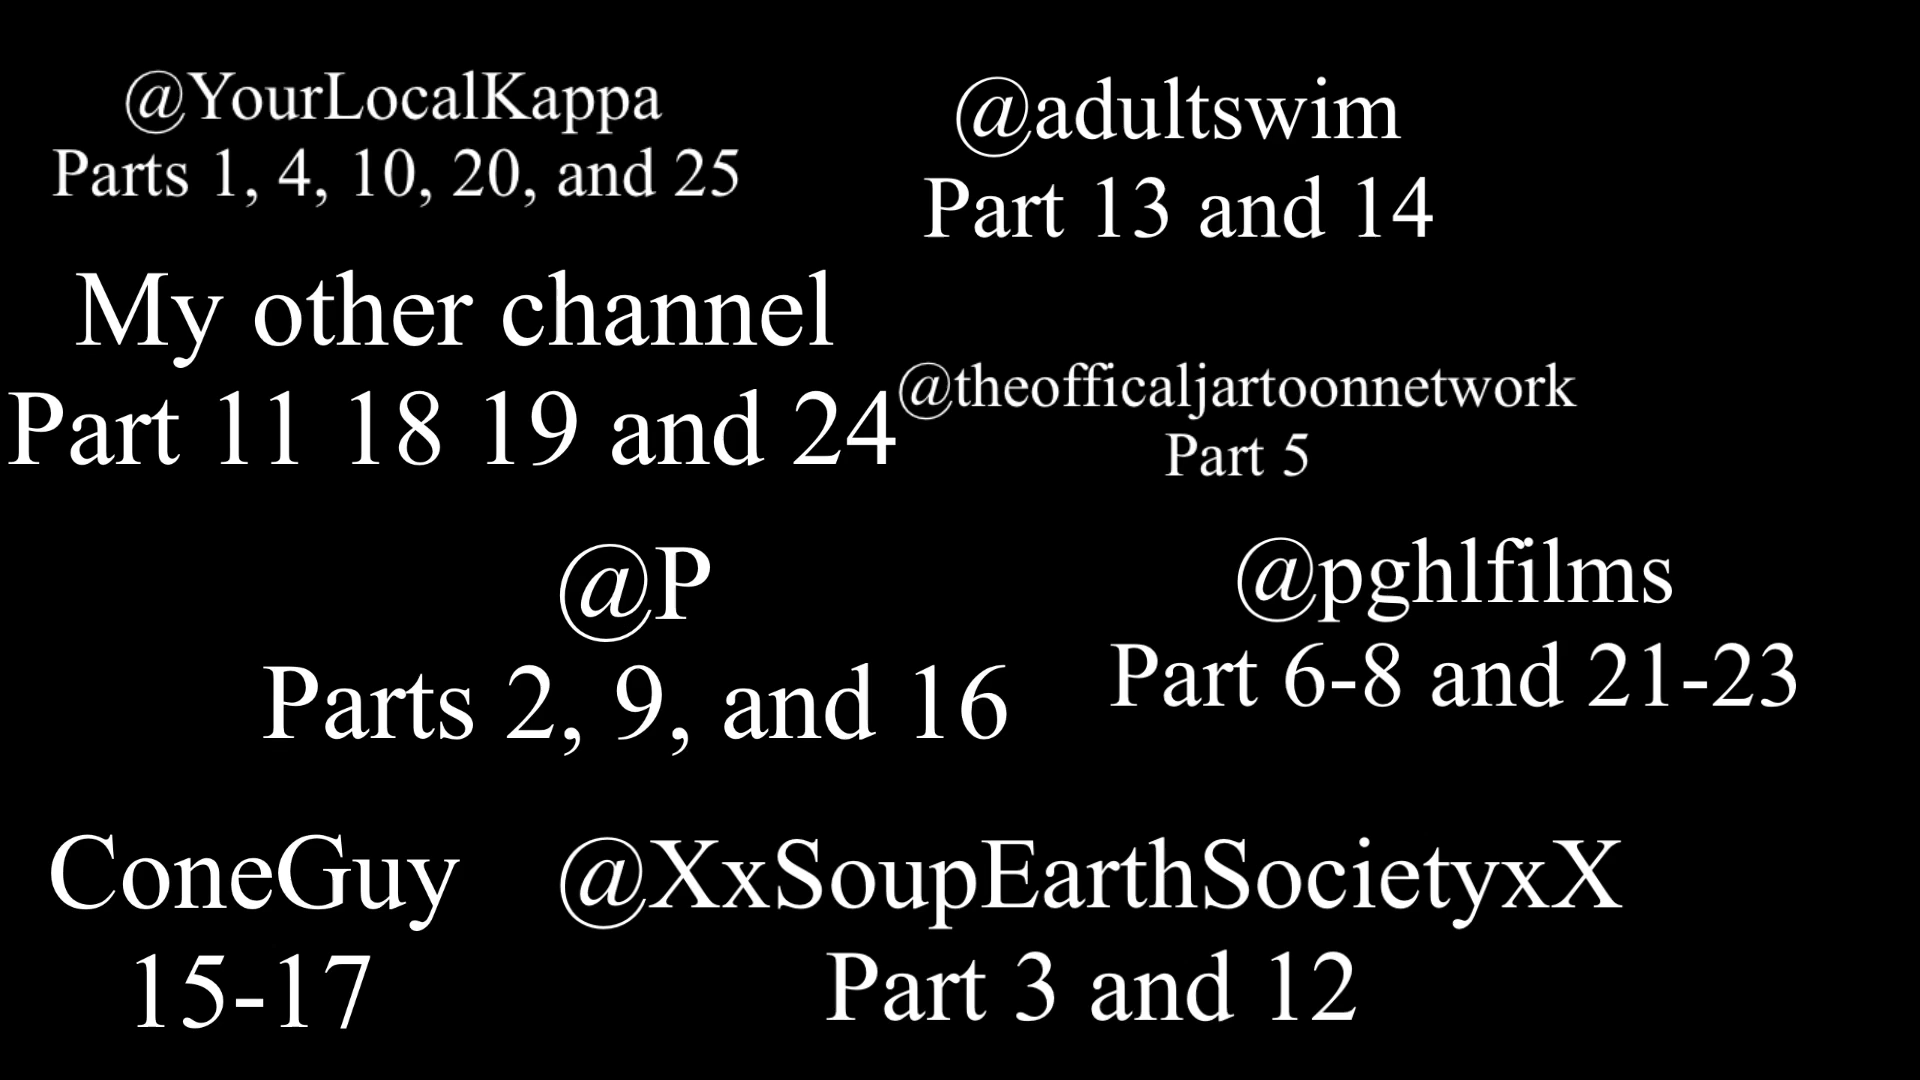 @YourLocalKappa
Parts 1, 4, 10, 20, and 25
@adultswim
Part 13 and 14
My other channel
Part 11 18 19 and 24
@theofficaljartoonnetwork
Part 5
@P
Parts 2, 9, and 16
@pghlfilms
Part 6-8 and 21-23
ConeGuy
15-17
@XxSoupEarthSocietyxX
Part 3 and 12